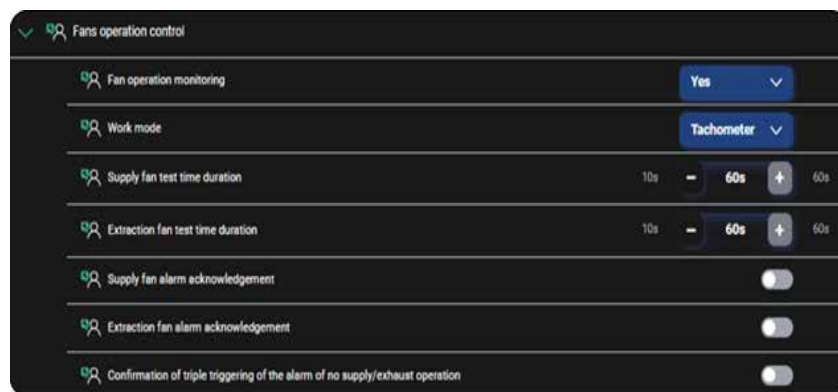 Fans operation control
Fan operation monitoring Yes
Work mode Tachometer
Supply fan test time duration 10s - 60s + 60s
Extraction fan test time duration 10s - 60s + 60s
Supply fan alarm acknowledgement
Extraction fan alarm acknowledgement
Confirmation of triple triggering of the alarm of no supply/exhaust operation